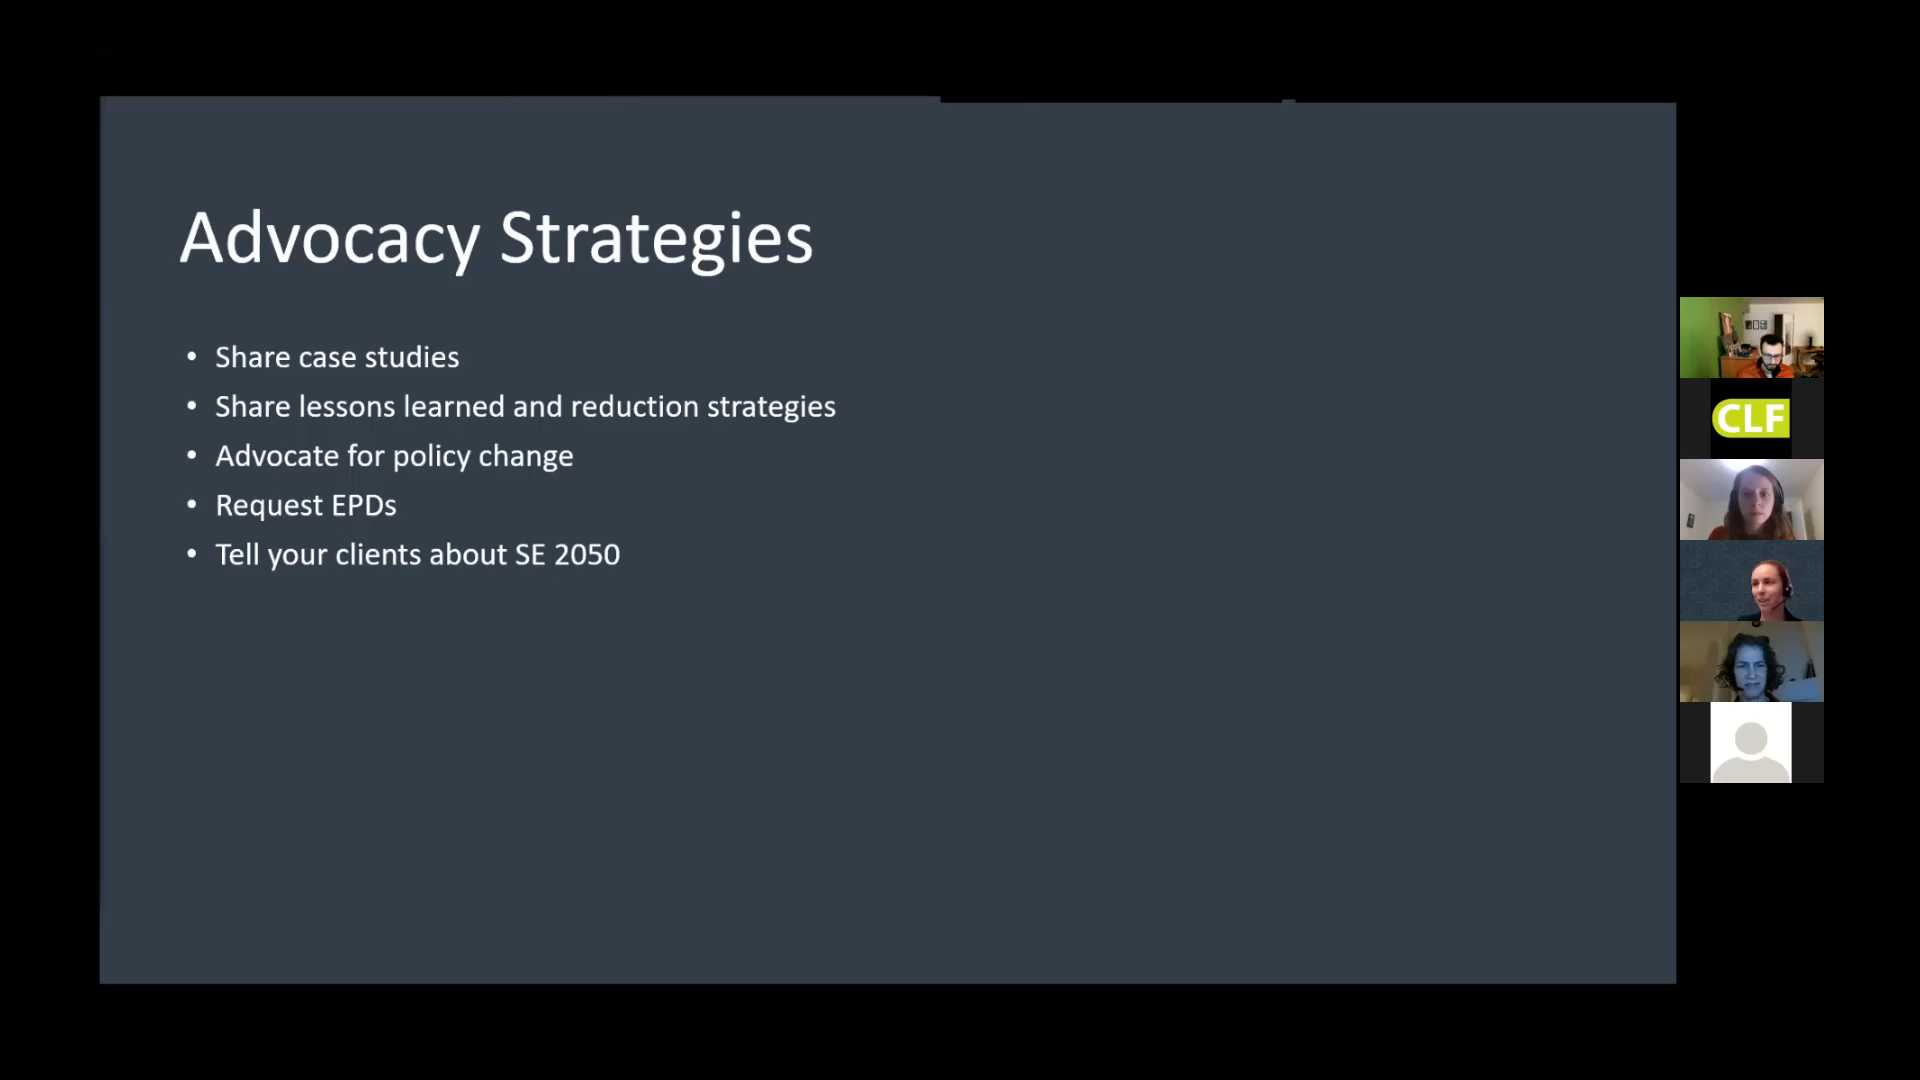 Advocacy Strategies
• Share case studies
• Share lessons learned and reduction strategies
• Advocate for policy change
• Request EPDs
• Tell your clients about SE 2050
CLF